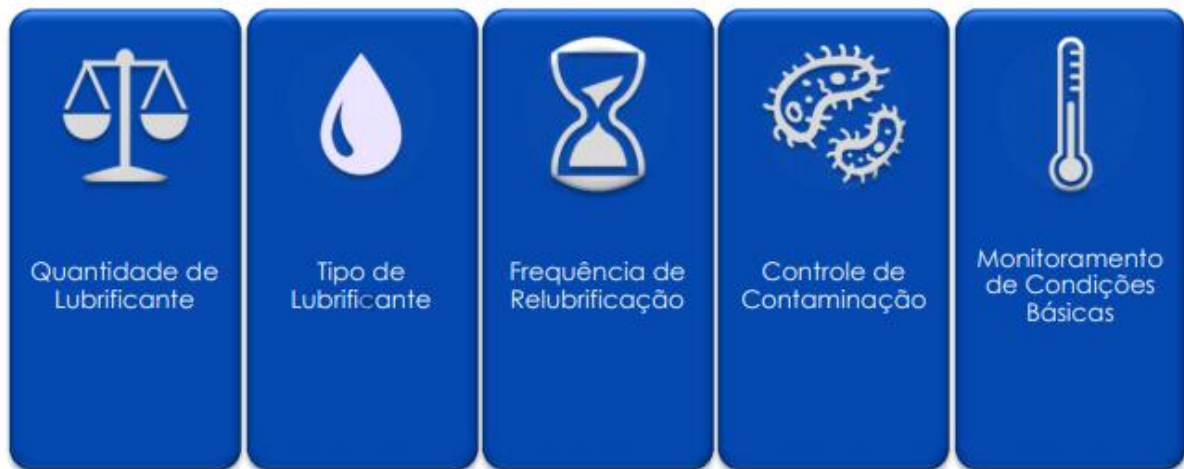 Quantidade de
Lubrificante
Tipo de
Lubrificante
Frequência de
Relubrificação
Controle de
Contaminação
Monitoramento
de Condições
Básicas